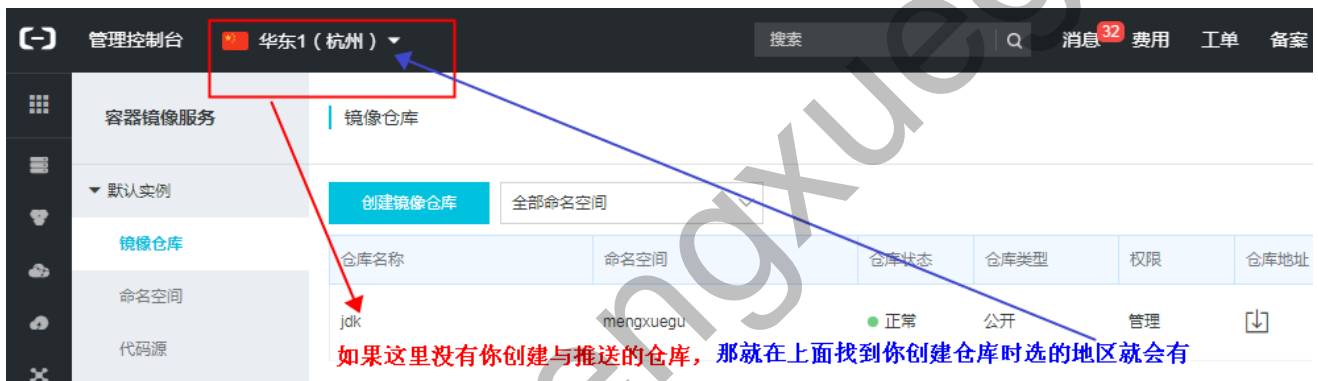 管理控制台 华东1（杭州） 搜索 消息 32 费用 工单 备案
容器镜像服务
镜像仓库
默认实例
创建镜像仓库 全部命名空间
镜像仓库
仓库名称 命名空间 仓库状态 仓库类型 权限 仓库地址
命名空间
jdk mengxuegu 正常 公开 管理
代码源
如果这里没有你创建与推送的仓库，那就在上面找到你创建仓库时选的地区就会有